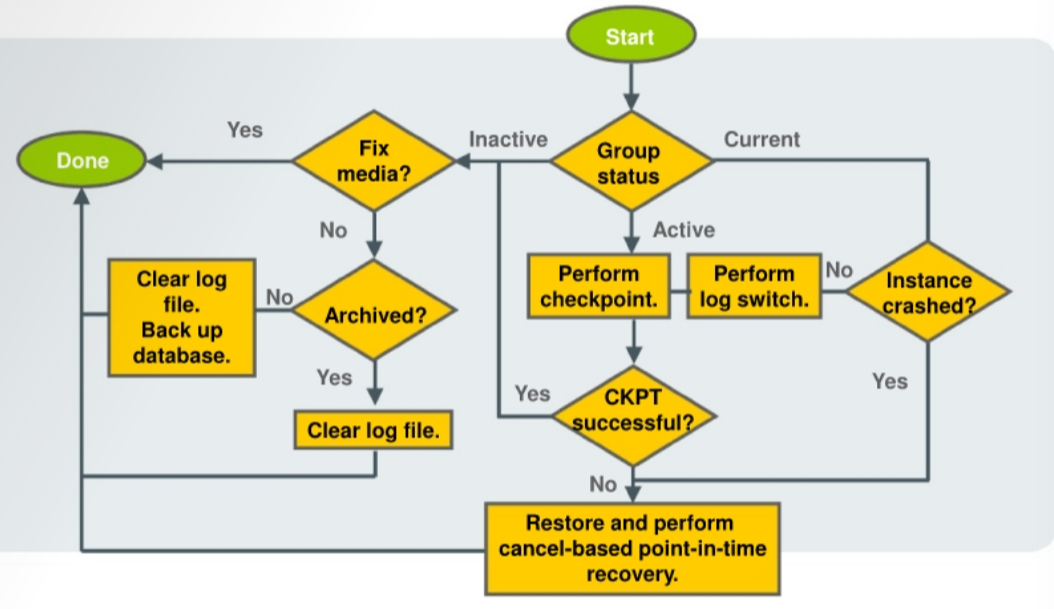 Start
Yes
Inactive
Current
Done
Fix
media?
Group
status
No
Active
Clear log
file.
Back up
database.
No
Archived?
Perform
checkpoint.
Perform
log switch.
No
Instance
crashed?
Yes
Yes
CKPT
successful?
Yes
Clear log file.
No
Restore and perform
cancel-based point-in-time
recovery.